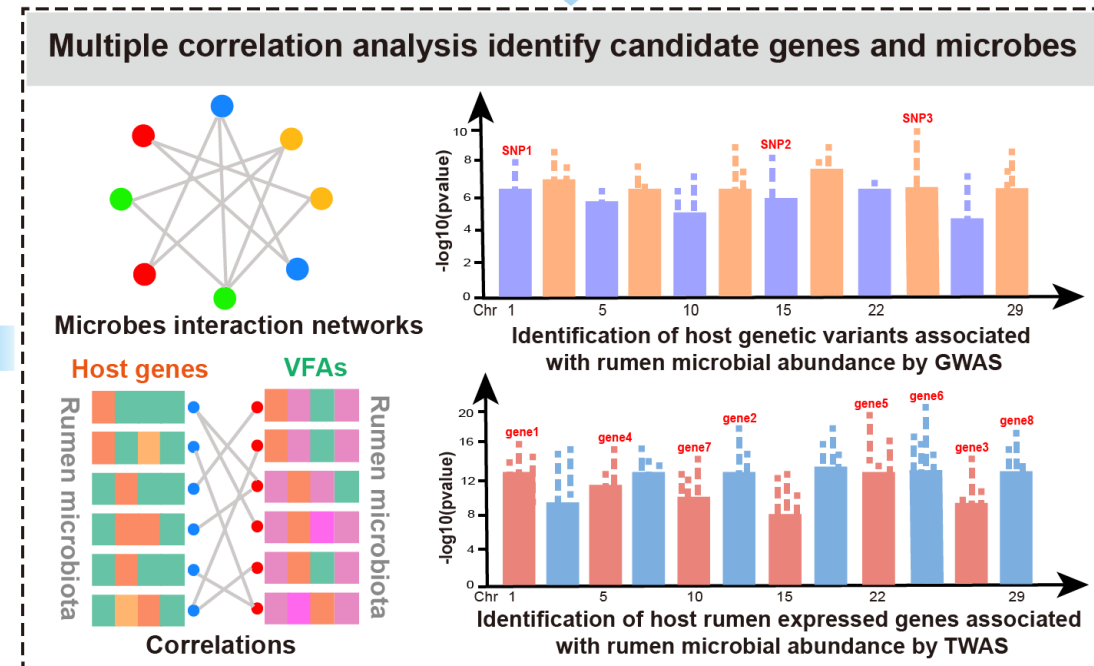 Multiple correlation analysis identify candidate genes and microbes
Microbes interaction networks
-log10(pvalue)
10
8
6
4
2
0
SNP1
SNP2
SNP3
Chr 1 5 10 15 22 29
Identification of host genetic variants associated
with rumen microbial abundance by GWAS
Host genes
VFAs
Rumen microbiota
Rumen microbiota
Correlations
-log10(pvalue)
20
16
12
8
4
0
gene1
gene4
gene7
gene2
gene5
gene6
gene3
gene8
Chr 1 5 10 15 22 29
Identification of host rumen expressed genes associated
with rumen microbial abundance by TWAS